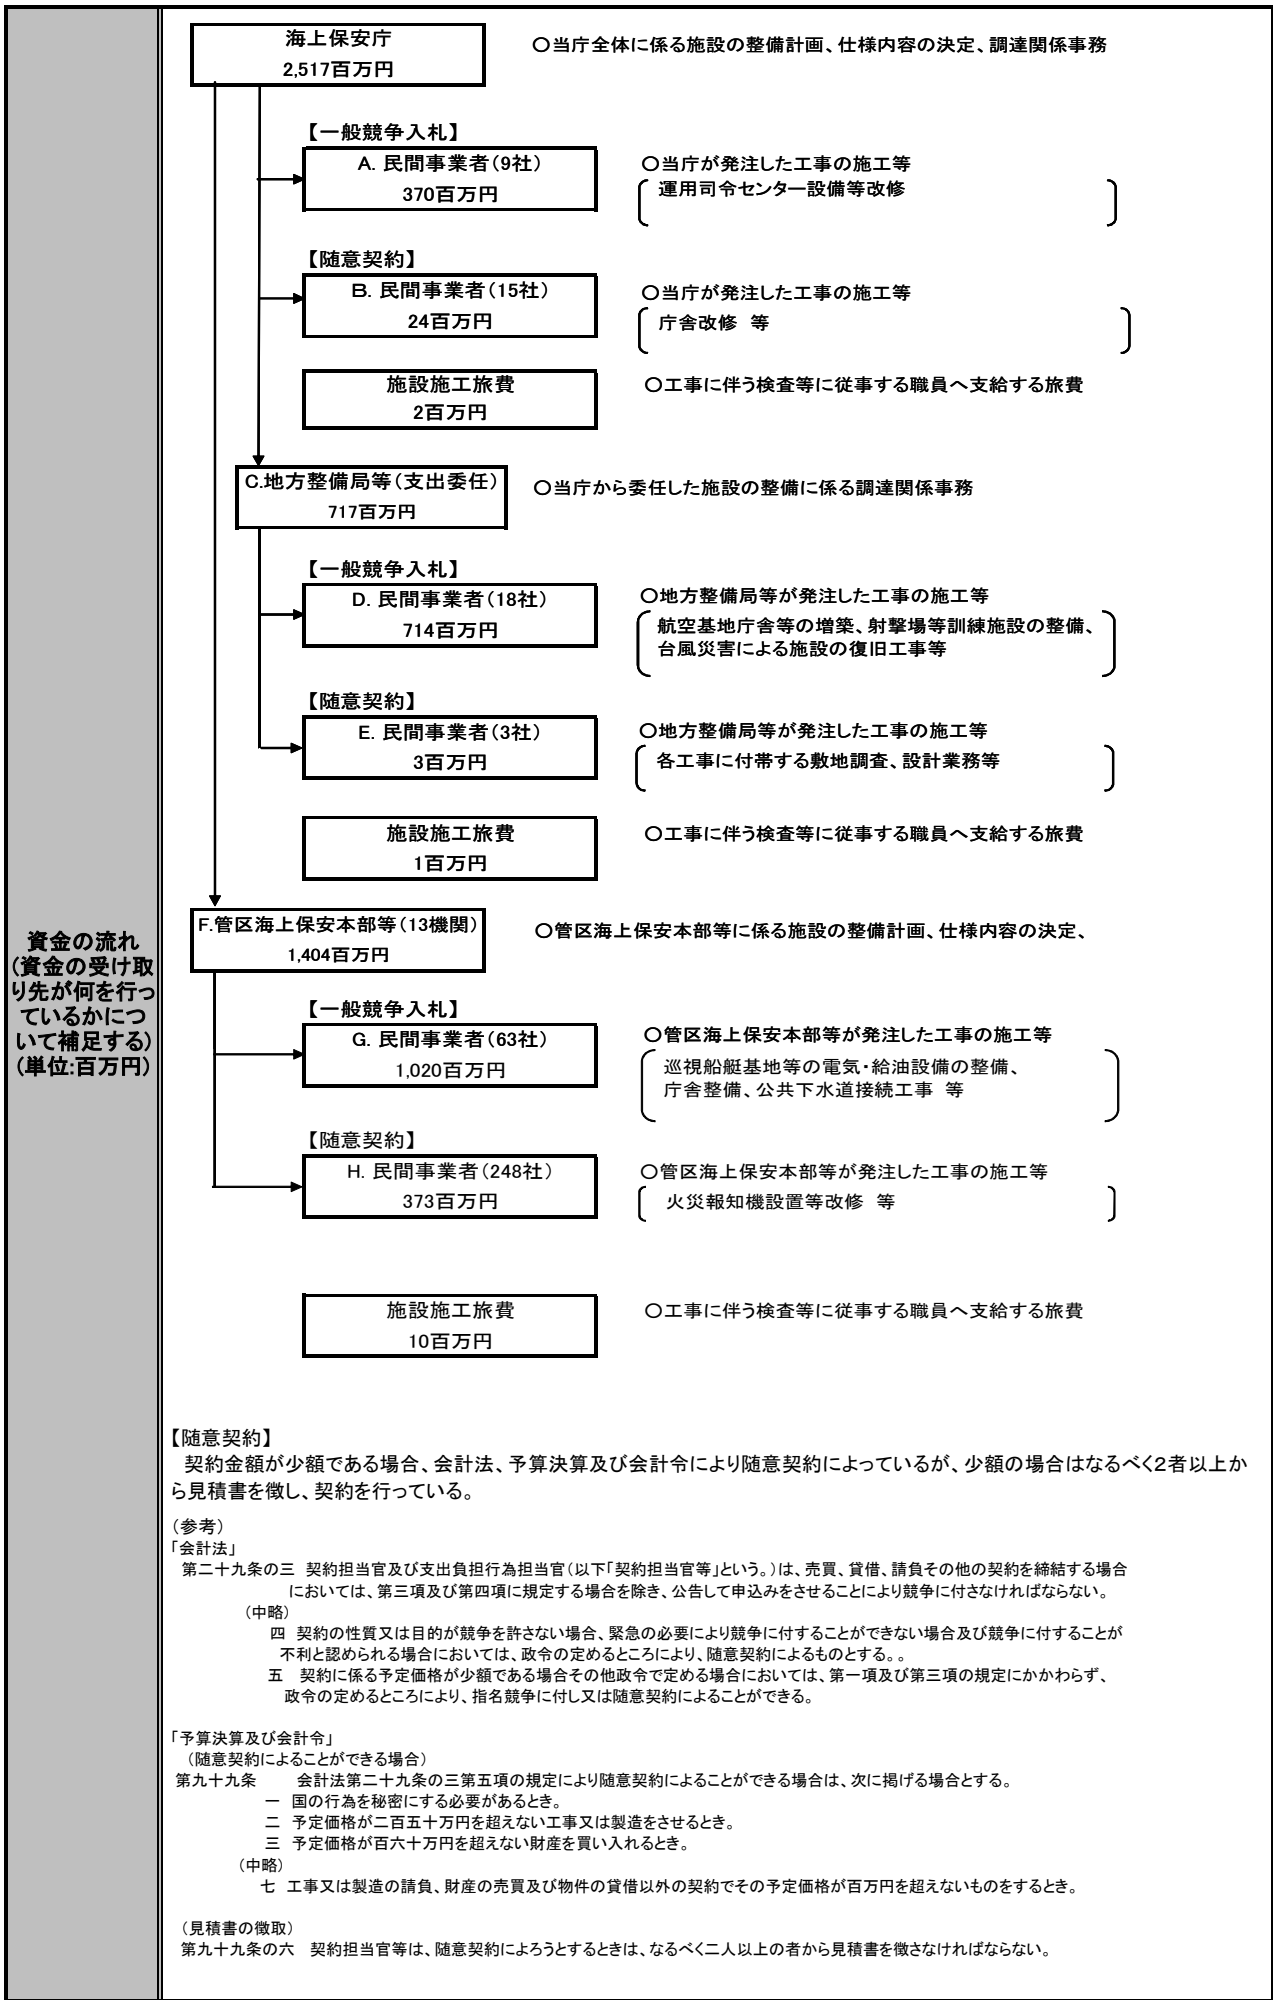 海上保安庁
2,517百万円
○当庁全体に係る施設の整備計画、仕様内容の決定、調達関係事務
【一般競争入札】
A. 民間事業者(9社)
370百万円
○当庁が発注した工事の施工等
運用司令センター設備等改修
【随意契約】
B. 民間事業者(15社)
24百万円
○当庁が発注した工事の施工等
庁舎改修 等
施設施工旅費
2百万円
○工事に伴う検査等に従事する職員へ支給する旅費
C.地方整備局等(支出委任)
717百万円
○当庁から委任した施設の整備に係る調達関係事務
【一般競争入札】
D. 民間事業者(18社)
714百万円
○地方整備局等が発注した工事の施工等
航空基地庁舎等の増築、射撃場等訓練施設の整備、
台風災害による施設の復旧工事等
【随意契約】
E. 民間事業者(3社)
3百万円
○地方整備局等が発注した工事の施工等
各工事に付帯する敷地調査、設計業務等
施設施工旅費
1百万円
○工事に伴う検査等に従事する職員へ支給する旅費
資金の流れ
(資金の受け取
り先が何を行っ
ているかにつ
いて補足する)
(単位:百万円)
F.管区海上保安本部等(13機関)
1,404百万円
○管区海上保安本部等に係る施設の整備計画、仕様内容の決定、
【一般競争入札】
G. 民間事業者(63社)
1,020百万円
○管区海上保安本部等が発注した工事の施工等
巡視船艇基地等の電気・給油設備の整備、
庁舎整備、公共下水道接続工事 等
【随意契約】
H. 民間事業者(248社)
373百万円
○管区海上保安本部等が発注した工事の施工等
火災報知機設置等改修 等
施設施工旅費
10百万円
○工事に伴う検査等に従事する職員へ支給する旅費
【随意契約】
契約金額が少額である場合、会計法、予算決算及び会計令により随意契約によっているが、少額の場合はなるべく2者以上か
ら見積書を徴し、契約を行っている。
(参考)
「会計法」
第二十九条の三 契約担当官及び支出負担行為担当官(以下「契約担当官等」という。)は、売買、貸借、請負その他の契約を締結する場合
においては、第三項及び第四項に規定する場合を除き、公告して申込みをさせることにより競争に付さなければならない。
(中略)
四 契約の性質又は目的が競争を許さない場合、緊急の必要により競争に付することができない場合及び競争に付することが
不利と認められる場合においては、政令の定めるところにより、随意契約によるものとする。。
五 契約に係る予定価格が少額である場合その他政令で定める場合においては、第一項及び第三項の規定にかかわらず、
政令の定めるところにより、指名競争に付し又は随意契約によることができる。
「予算決算及び会計令」
(随意契約によることができる場合)
第九十九条 会計法第二十九条の三第五項の規定により随意契約によることができる場合は、次に掲げる場合とする。
一 国の行為を秘密にする必要があるとき。
二 予定価格が二百五十万円を超えない工事又は製造をさせるとき。
三 予定価格が百六十万円を超えない財産を買い入れるとき。
(中略)
七 工事又は製造の請負、財産の売買及び物件の貸借以外の契約でその予定価格が百万円を超えないものをするとき。
(見積書の徴取)
第九十九条の六 契約担当官等は、随意契約によろうとするときは、なるべく二人以上の者から見積書を徴さなければならない。